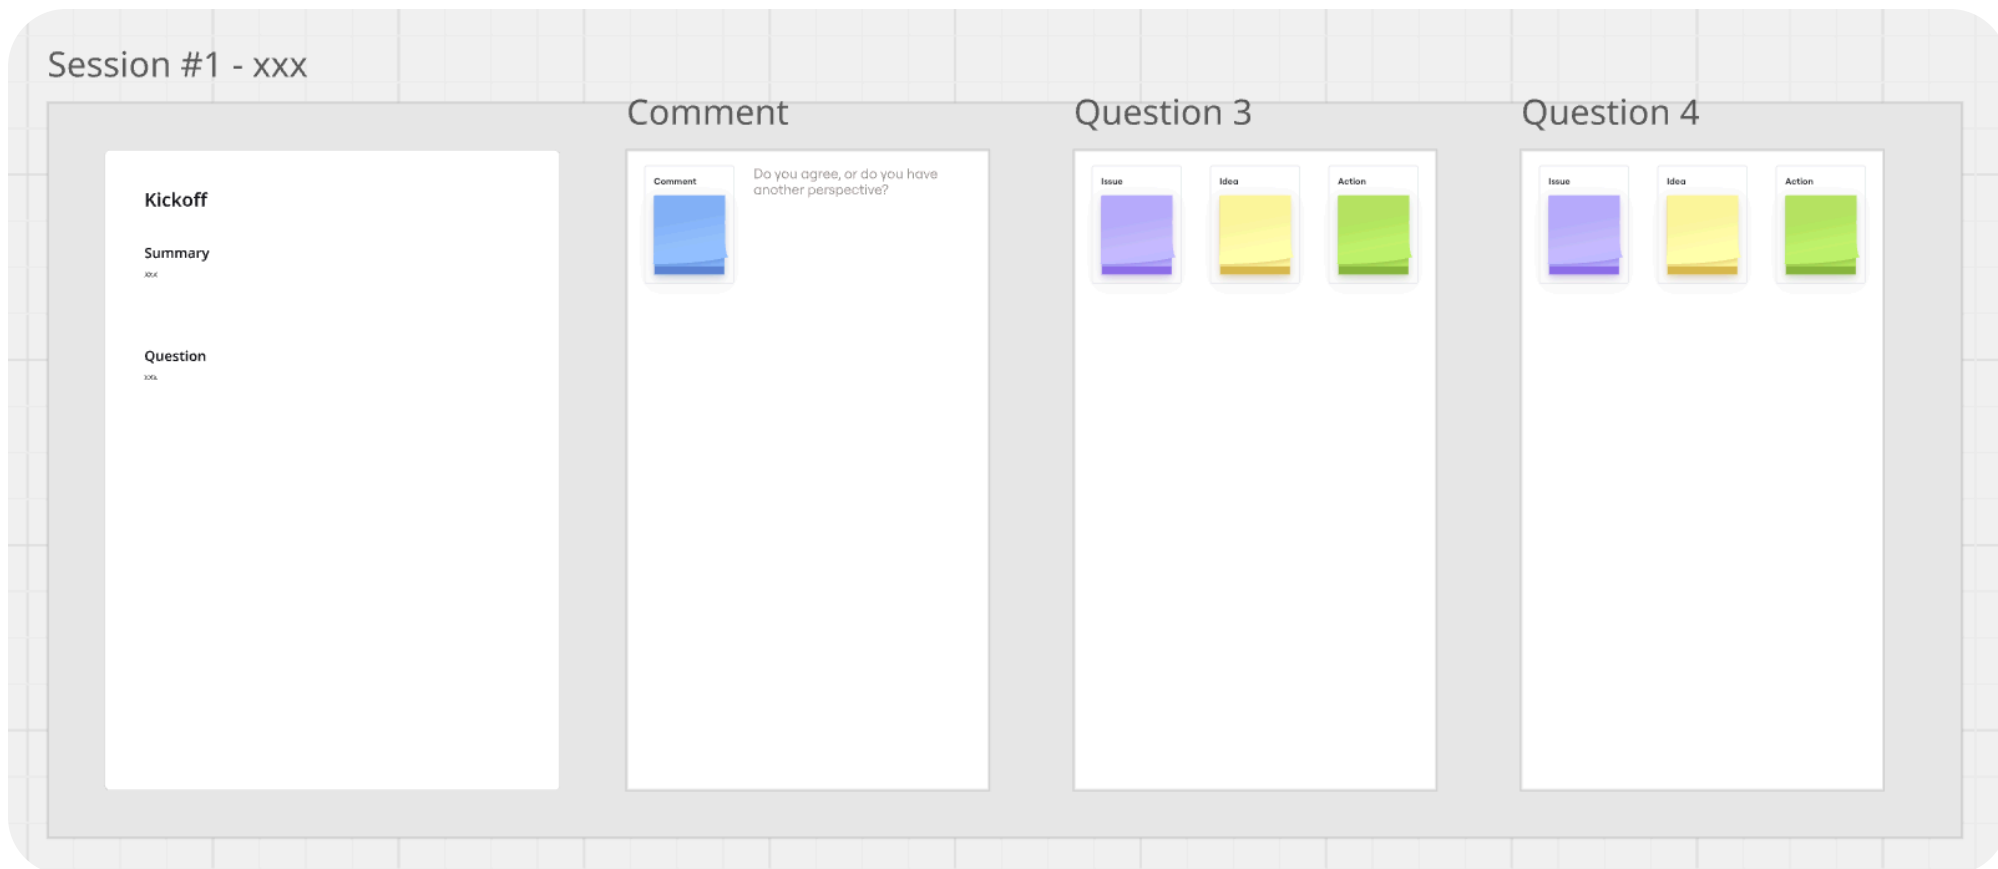 Session #1 - xxx
Kickoff
Summary
xxx
Question
xxx
Comment
Comment
Do you agree, or do you have
another perspective?
Question 3
Issue
Idea
Action
Question 4
Issue
Idea
Action